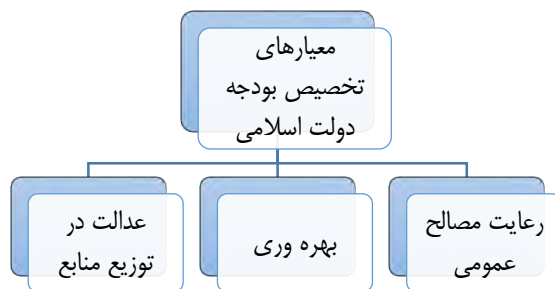 معیارهای
تخصیص بودجه
دولت اسلامی
رعایت مصالح
عمومی
بهره وری
عدالت در
توزیع منابع